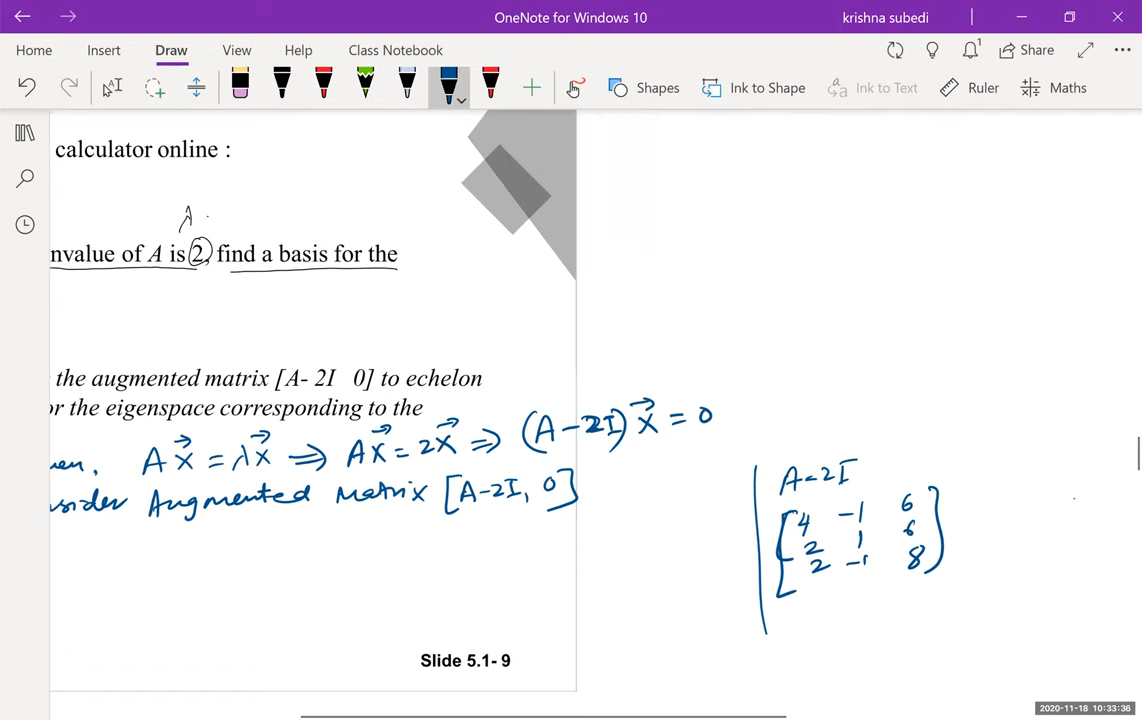 OneNote for Windows 10
krishna subedi
Home Insert Draw View Help Class Notebook
1 Share
Shapes Ink to Shape Ink to Text Ruler Maths
calculator online :
λ
nvalue of A is 2, find a basis for the
the augmented matrix [A- 2I 0] to echelon
or the eigenspace corresponding to the
en, A x⃗ = λx⃗ ⟹ Ax⃗ = 2x⃗ ⟹ (A-2I)x⃗ = 0
sider Augmented Matrix [A-2I, 0]
A-2I
4 -1 6
2 1 6
2 -1 8
Slide 5.1- 9
2020-11-18 10:33:36